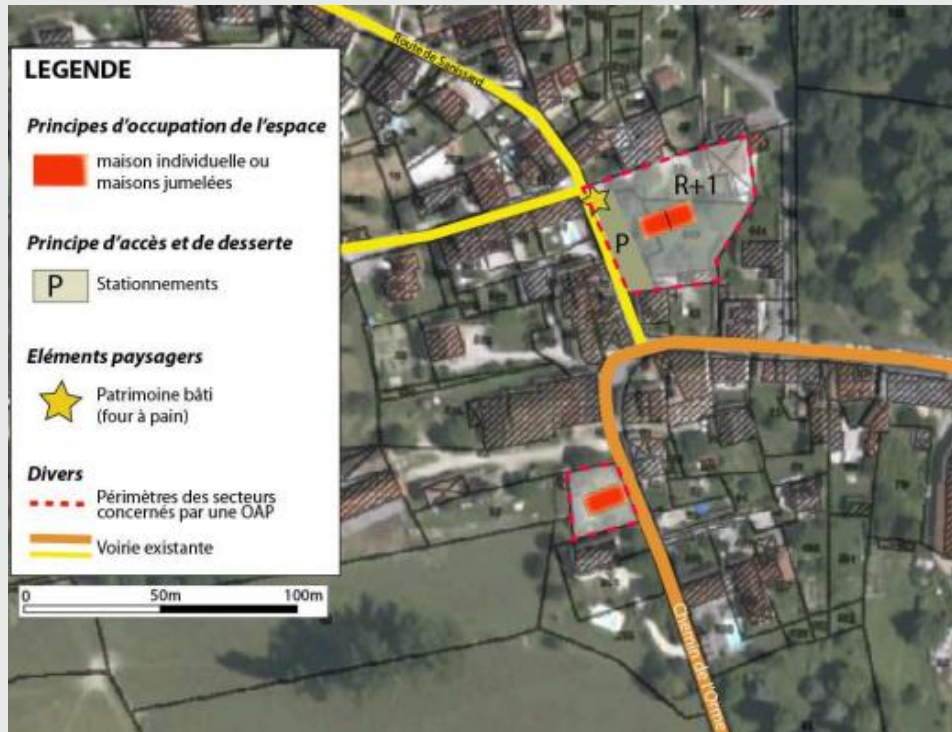 LEGENDE
Principes d'occupation de l'espace
maison individuelle ou
maisons jumelées
Principe d'accès et de desserte
P
Stationnements
Eléments paysagers
Patrimoine bâti
(four à pain)
Divers
Périmètres des secteurs
concernés par une OAP
Voirie existante
0
50m
100m
Route de
R+1
P
Chemin de l'Orme